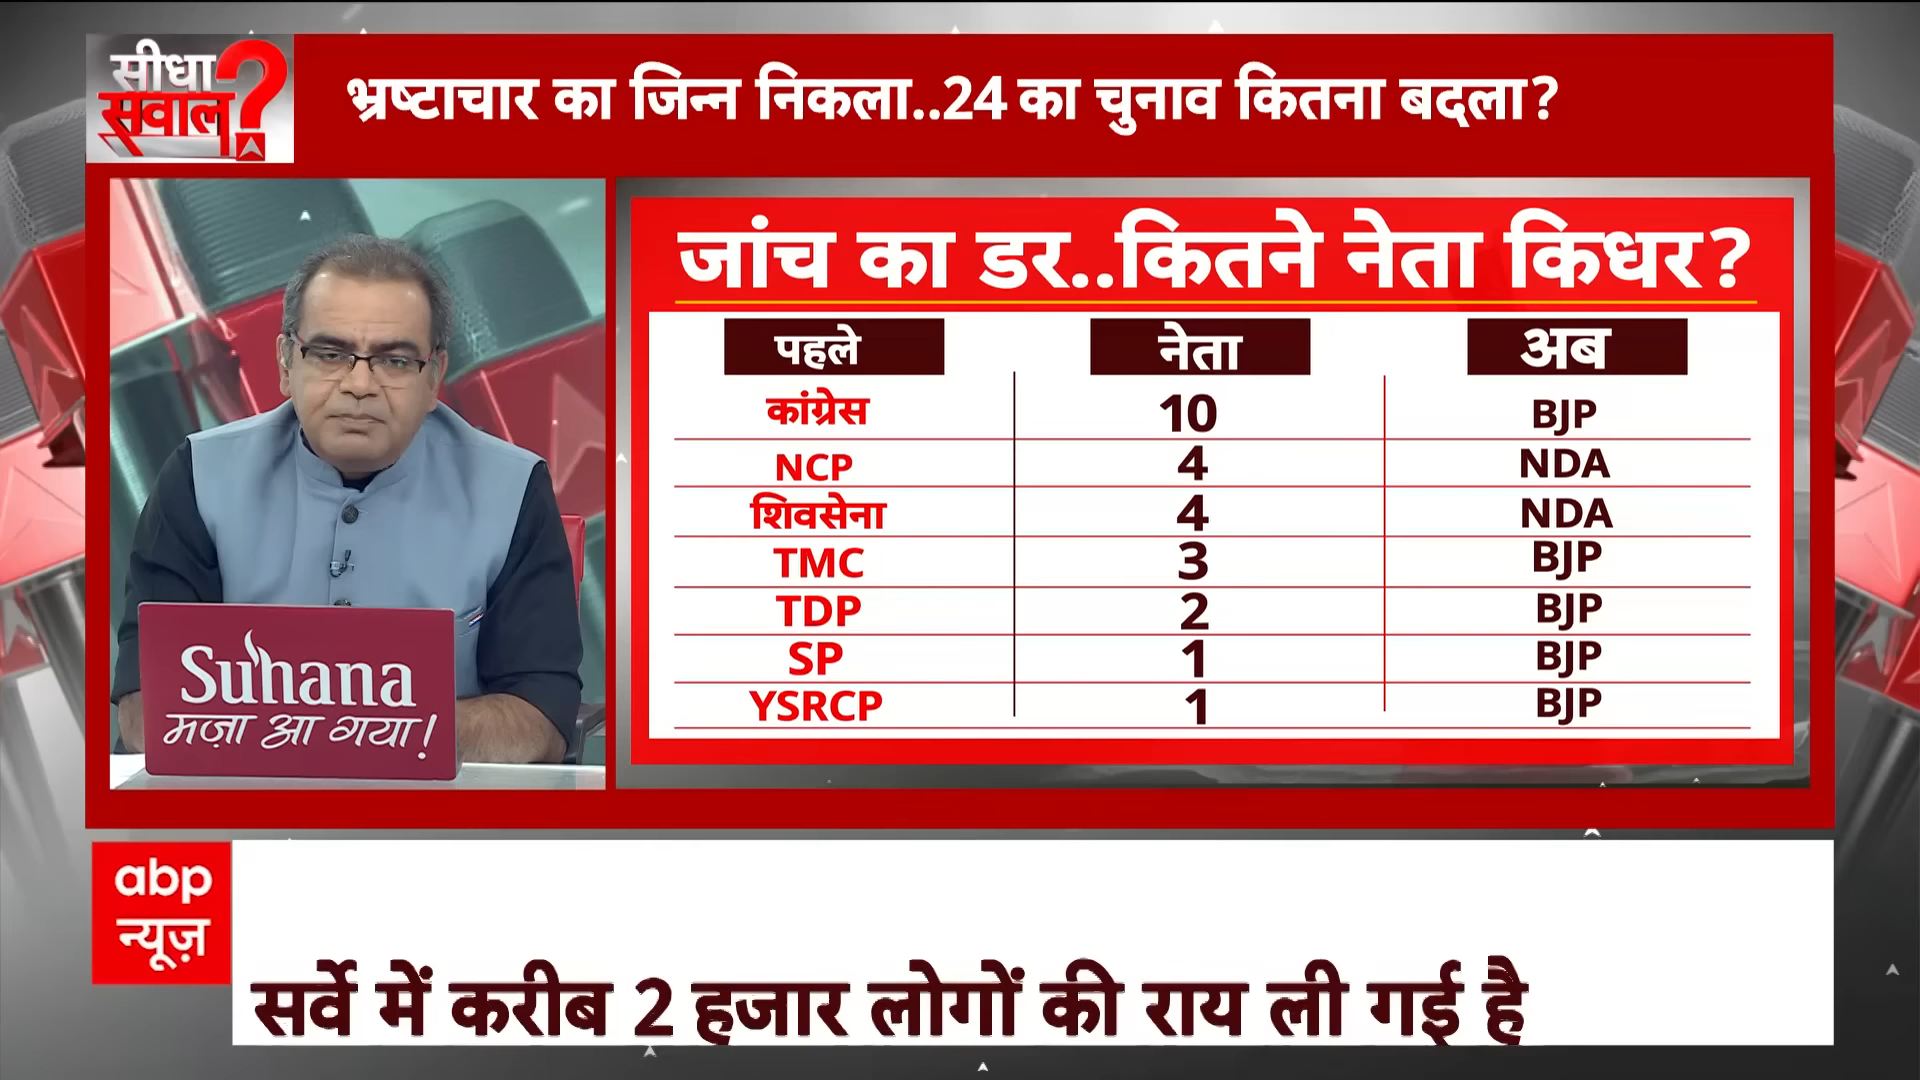 सीधा
सवाल?
भ्रष्टाचार का जिन्न निकला..24 का चुनाव कितना बदला?
जांच का डर..कितने नेता किधर?
पहले नेता अब
कांग्रेस 10 BJP
NCP 4 NDA
शिवसेना 4 NDA
TMC 3 BJP
TDP 2 BJP
SP 1 BJP
YSRCP 1 BJP
Suhana
मज़ा आ गया!
abp
न्यूज़
सर्वे में करीब 2 हजार लोगों की राय ली गई है